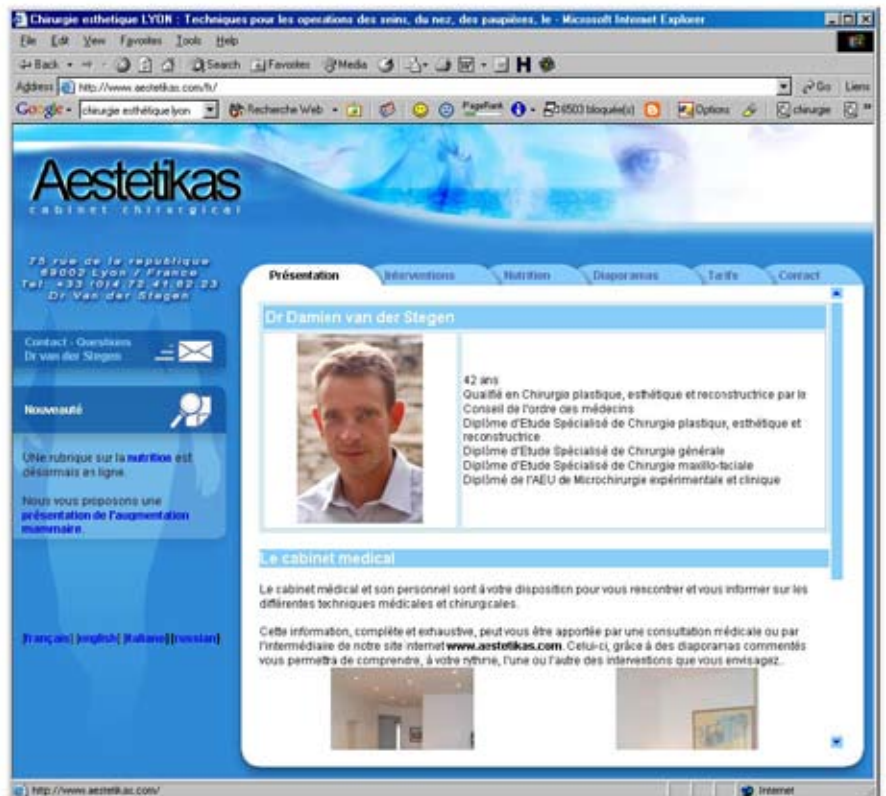 Chirurgie esthetique LYON : Techniques pour les operations des seins, du nez, des paupières, le - Microsoft Internet Explorer
File Edit View Favorites Tools Help
Back Search Favorites Media
Address http://www.aestetikas.com/fr/ Go Liens
Google chirurgie esthétique lyon Recherche Web PageRank bloquée(s) Options chirurgie
Aestetikas
cabinet chirurgical
75 rue de la republique
69002 Lyon / France
Dr Van der Stegen
Présentation Interventions Nutrition Diaporamas Tarifs Contact
Dr Damien van der Stegen
42 ans
Qualifié en Chirurgie plastique, esthétique et reconstructrice par le
Conseil de l'ordre des médecins
Diplôme d'Etude Spécialisé de Chirurgie plastique, esthétique et
reconstructrice
Diplôme d'Etude Spécialisé de Chirurgie générale
Diplôme d'Etude Spécialisé de Chirurgie maxillo-faciale
Diplômé de l'AEU de Microchirurgie expérimentale et clinique
Contact - Questions
Dr van der Stegen
Nouveauté
UNe rubrique sur la nutrition est
désormais en ligne.
Nous vous proposons une
présentation de l'augmentation
mammaire.
[français] [english] [italiano] [russian]
Le cabinet medical
Le cabinet médical et son personnel sont à votre disposition pour vous rencontrer et vous informer sur les
différentes techniques médicales et chirurgicales.
Cette information, complète et exhaustive, peut vous être apportée par une consultation médicale ou par
l'intermédiaire de notre site internet www.aestetikas.com. Celui-ci, grâce à des diaporamas commentés
vous permettra de comprendre, à votre rythme, l'une ou l'autre des interventions que vous envisagez.
http://www.aestetikas.com/ Internet